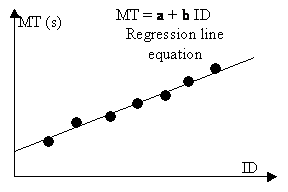 MT (s)
MT = a + b ID
Regression line
equation
ID